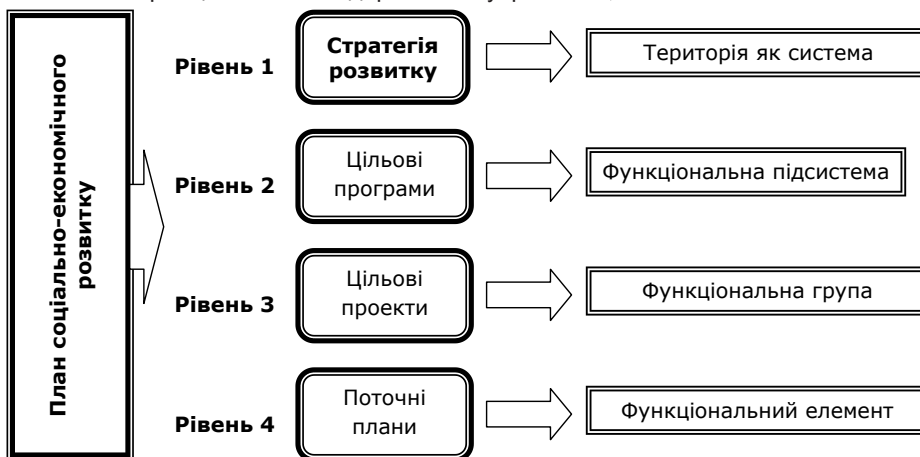 План соціально-економічного
розвитку
Рівень 1
Стратегія
розвитку
Територія як система
Рівень 2
Цільові
програми
Функціональна підсистема
Рівень 3
Цільові
проекти
Функціональна група
Рівень 4
Поточні
плани
Функціональний елемент